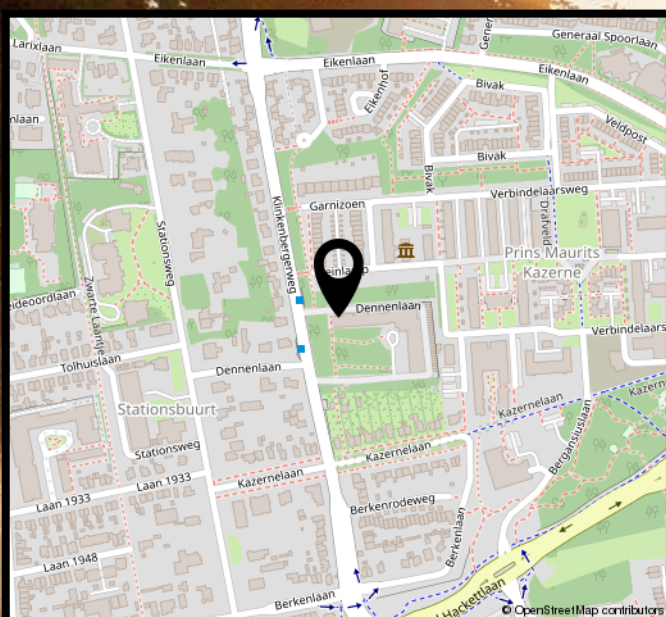 Larixlaan
Eikenlaan
Eikenlaan
Generaal Spoorlaan
Eikenlaan
Eikenhof
Bivak
Veldpost
Bivak
Bivak
Verbindelaarsweg
Garnizoen
Drafveld
Klinkenbergerweg
Stationsweg
Prins Maurits
Kazerne
Zwarte Laantje
Dennenlaan
Tolhuislaan
Dennenlaan
Stationsbuurt
Kazernelaan
Bergansiuslaan
Stationsweg
Kazernelaan
Laan 1933
Laan 1933
Kazernelaan
Berkenrodeweg
Berkenlaan
Laan 1948
Berkenlaan
Hackettlaan
© OpenStreetMap contributors